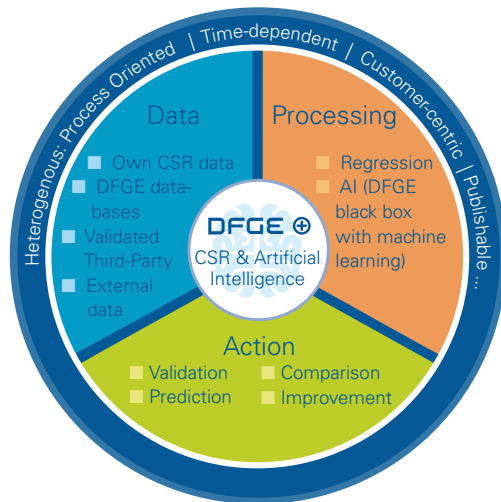 Heterogenous: Process Oriented | Time-dependent | Customer-centric | Publishable ...
Data
Own CSR data
DFGE data-
bases
Validated
Third-Party
External
data
Processing
Regression
AI (DFGE
black box
with machine
learning)
DFGE
CSR & Artificial
Intelligence
Action
Validation
Prediction
Comparison
Improvement